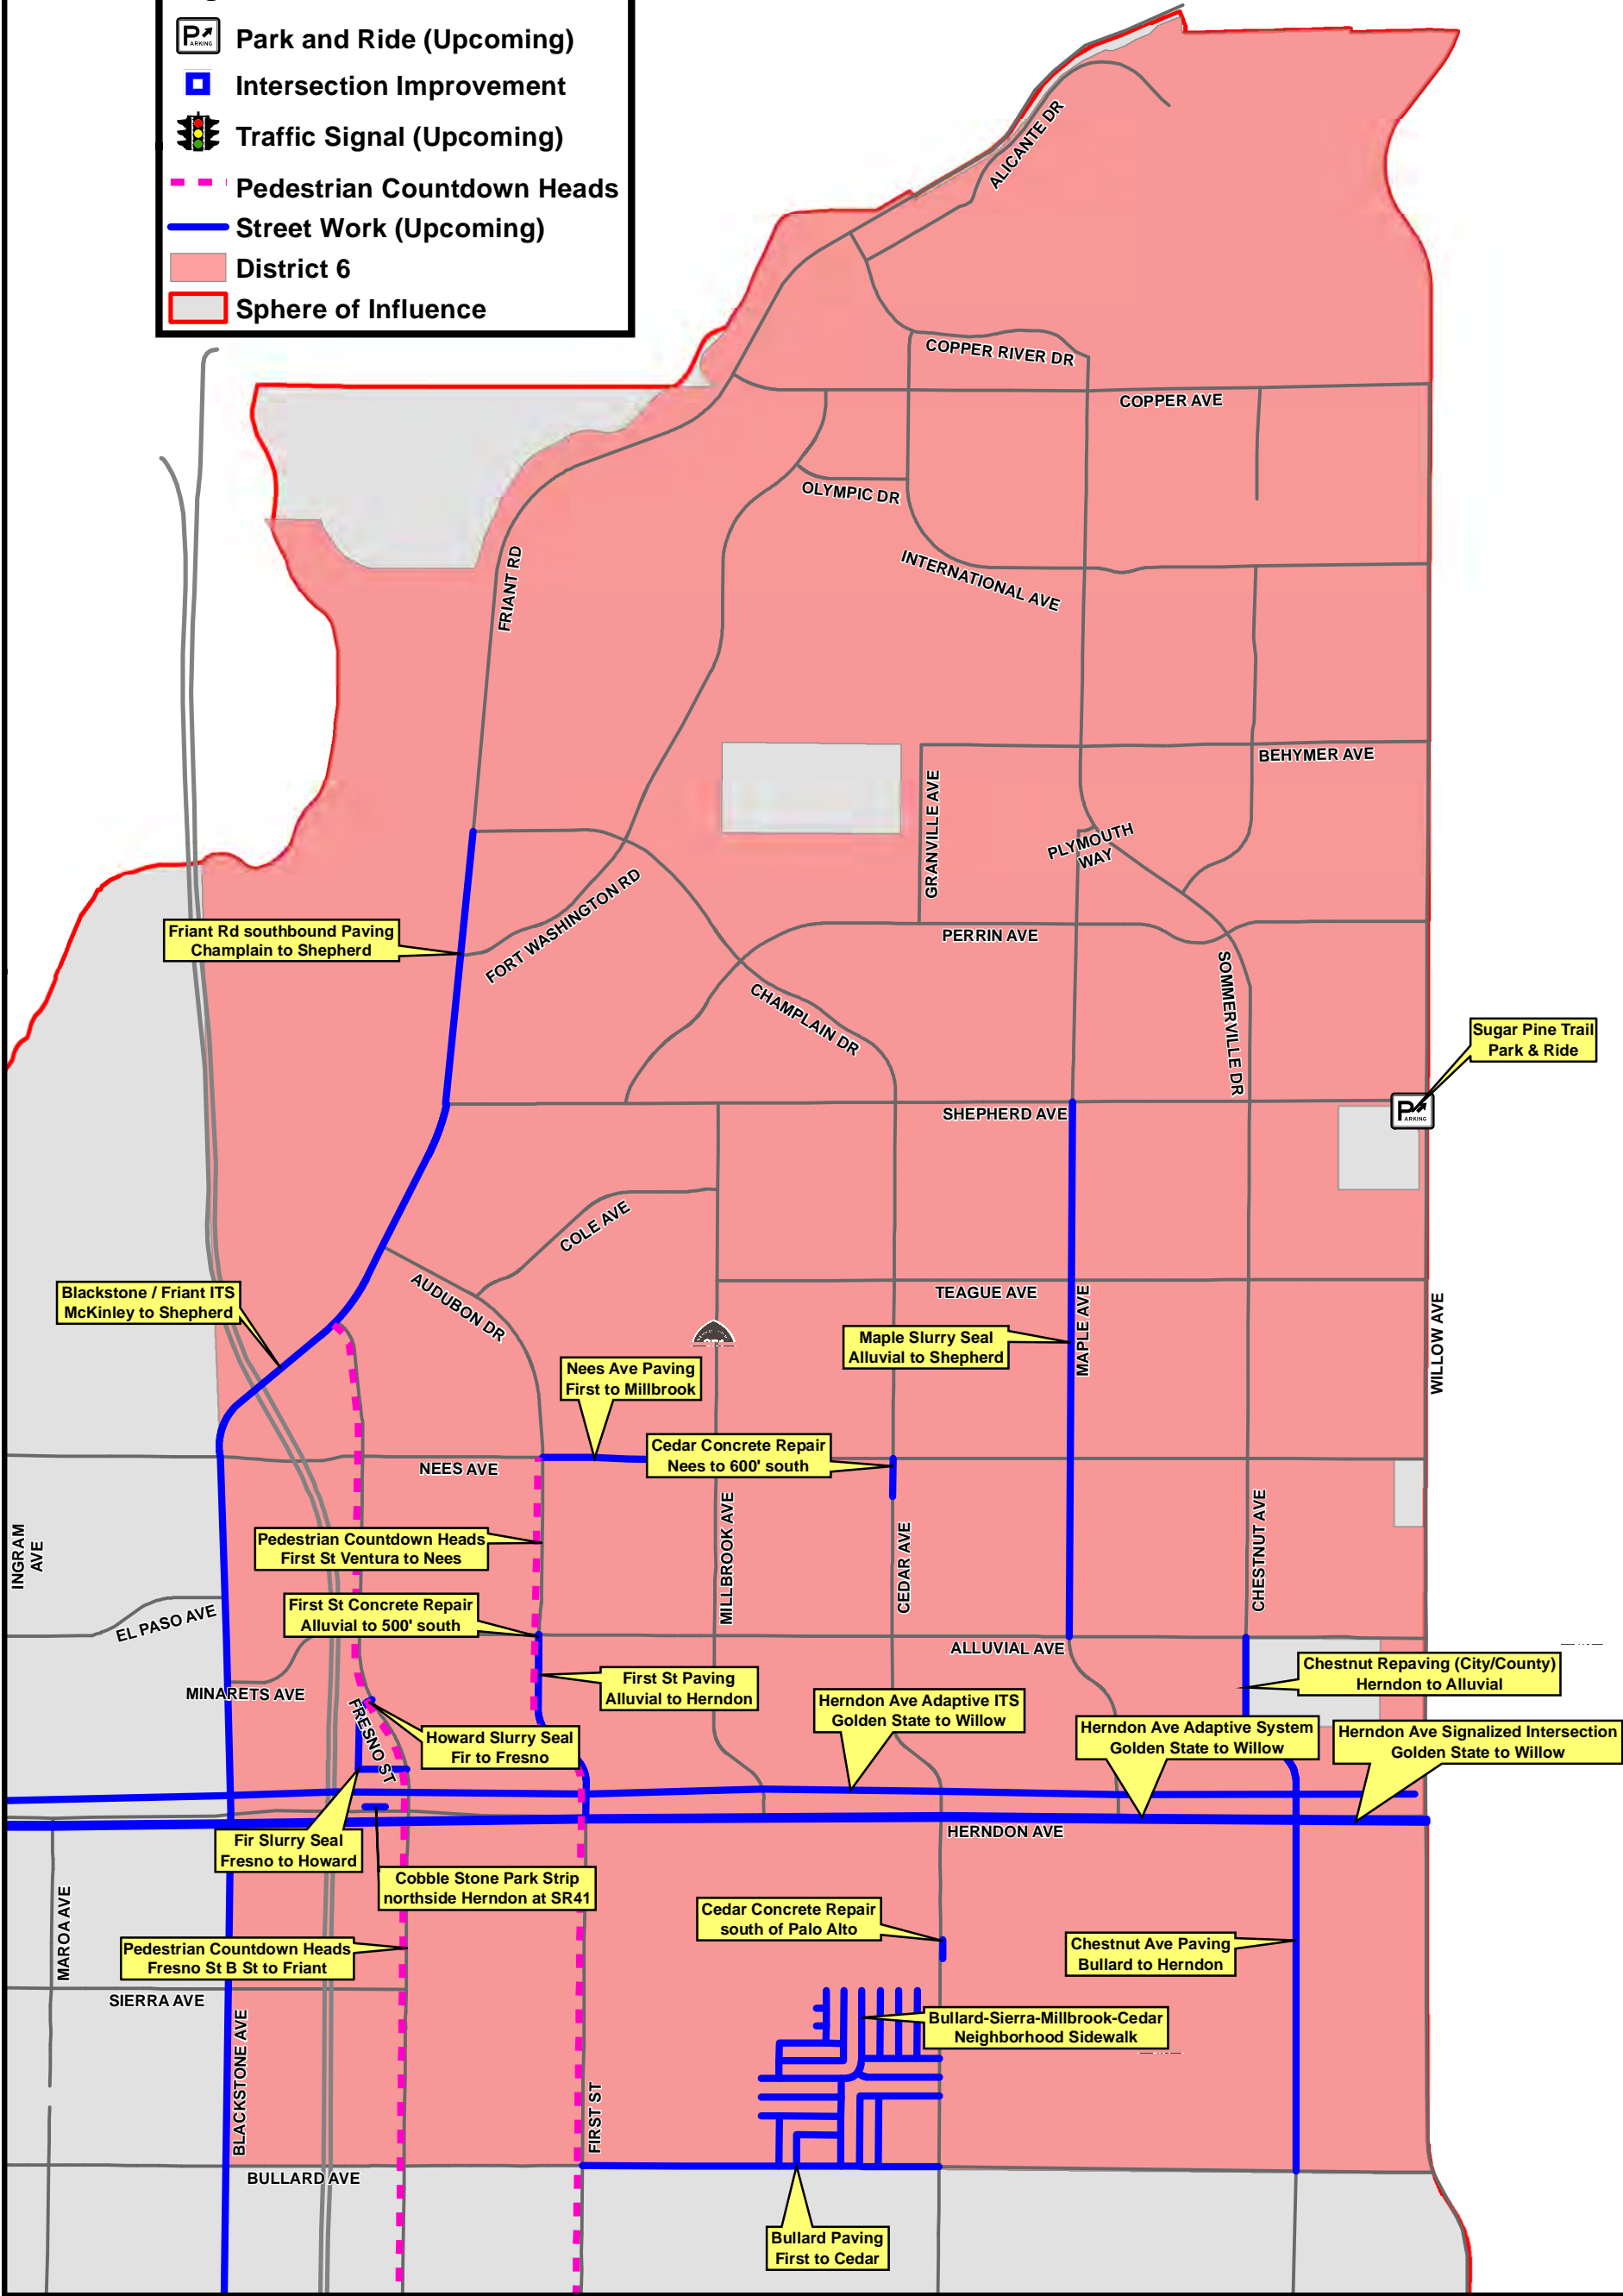 Park and Ride (Upcoming)
Intersection Improvement
Traffic Signal (Upcoming)
Pedestrian Countdown Heads
Street Work (Upcoming)
District 6
Sphere of Influence
ALICANTE DR
COPPER RIVER DR
COPPER AVE
OLYMPIC DR
INTERNATIONAL AVE
FRIANT RD
BEHYMER AVE
GRANVILLE AVE
PLYMOUTH
WAY
FORT WASHINGTON RD
Friant Rd southbound Paving
Champlain to Shepherd
PERRIN AVE
CHAMPLAIN DR
SOMMERVILLE DR
Sugar Pine Trail
Park & Ride
P
ARKING
SHEPHERD AVE
COLE AVE
AUDUBON DR
TEAGUE AVE
Blackstone / Friant ITS
McKinley to Shepherd
Maple Slurry Seal
Alluvial to Shepherd
MAPLE AVE
WILLOW AVE
Nees Ave Paving
First to Millbrook
Cedar Concrete Repair
Nees to 600' south
NEES AVE
INGRAM
AVE
Pedestrian Countdown Heads
First St Ventura to Nees
MILLBROOK AVE
CEDAR AVE
CHESTNUT AVE
First St Concrete Repair
Alluvial to 500' south
EL PASO AVE
ALLUVIAL AVE
First St Paving
Alluvial to Herndon
Chestnut Repaving (City/County)
Herndon to Alluvial
MINARETS AVE
FRESNO ST
Howard Slurry Seal
Fir to Fresno
Herndon Ave Adaptive ITS
Golden State to Willow
Herndon Ave Adaptive System
Golden State to Willow
Herndon Ave Signalized Intersection
Golden State to Willow
HERNDON AVE
Fir Slurry Seal
Fresno to Howard
Cobble Stone Park Strip
northside Herndon at SR41
MAROA AVE
Cedar Concrete Repair
south of Palo Alto
Pedestrian Countdown Heads
Fresno St B St to Friant
Chestnut Ave Paving
Bullard to Herndon
SIERRA AVE
BLACKSTONE AVE
Bullard-Sierra-Millbrook-Cedar
Neighborhood Sidewalk
FIRST ST
BULLARD AVE
Bullard Paving
First to Cedar